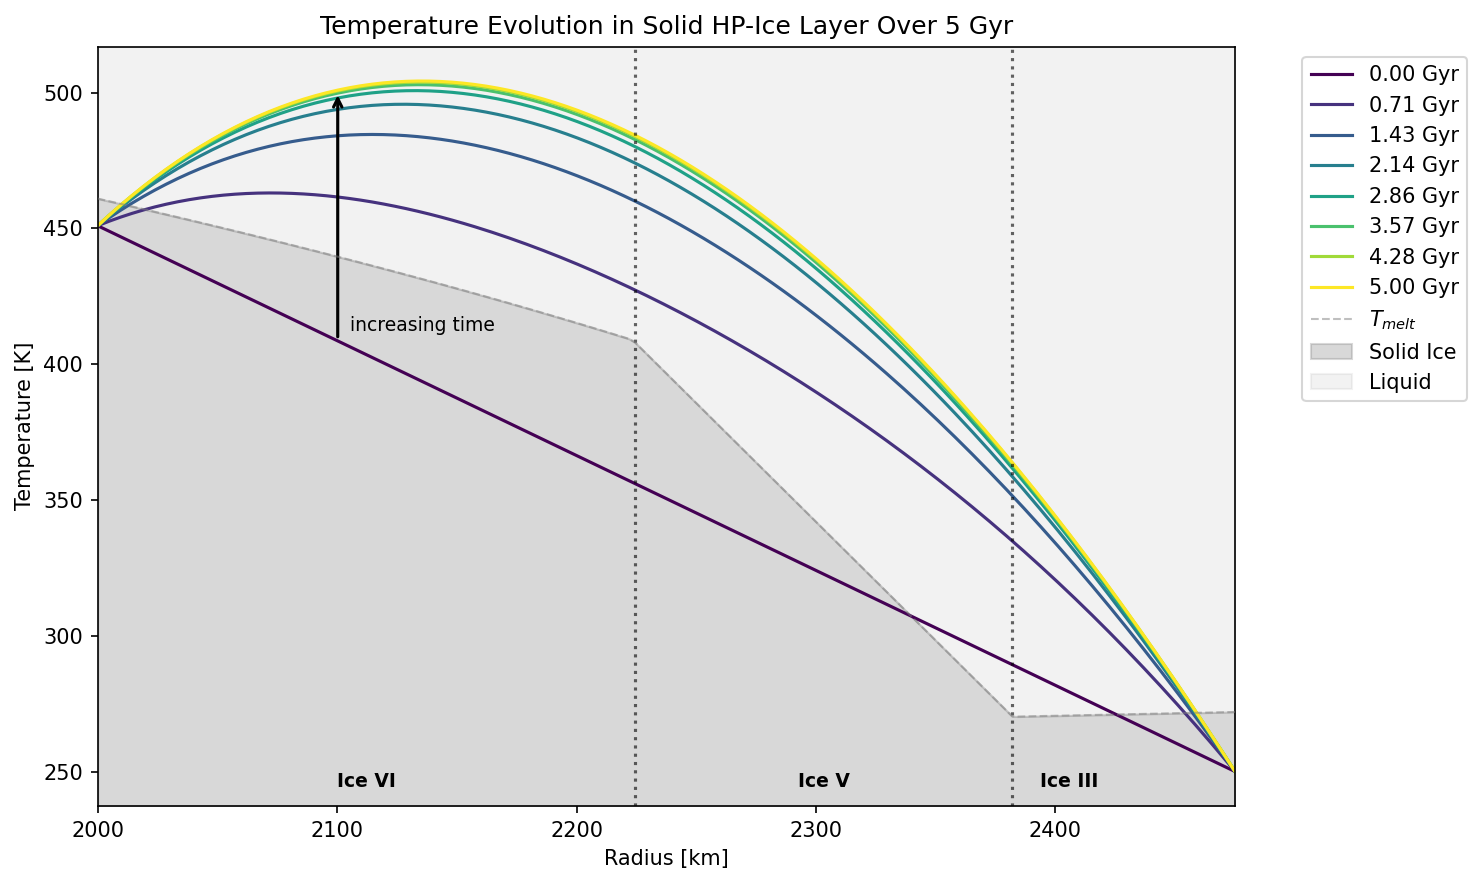 Temperature Evolution in Solid HP-Ice Layer Over 5 Gyr
Temperature [K]
500
450
400
350
300
250
increasing time
Ice VI
Ice V
Ice III
2000
2100
2200
2300
2400
Radius [km]
0.00 Gyr
0.71 Gyr
1.43 Gyr
2.14 Gyr
2.86 Gyr
3.57 Gyr
4.28 Gyr
5.00 Gyr
T_melt
Solid Ice
Liquid